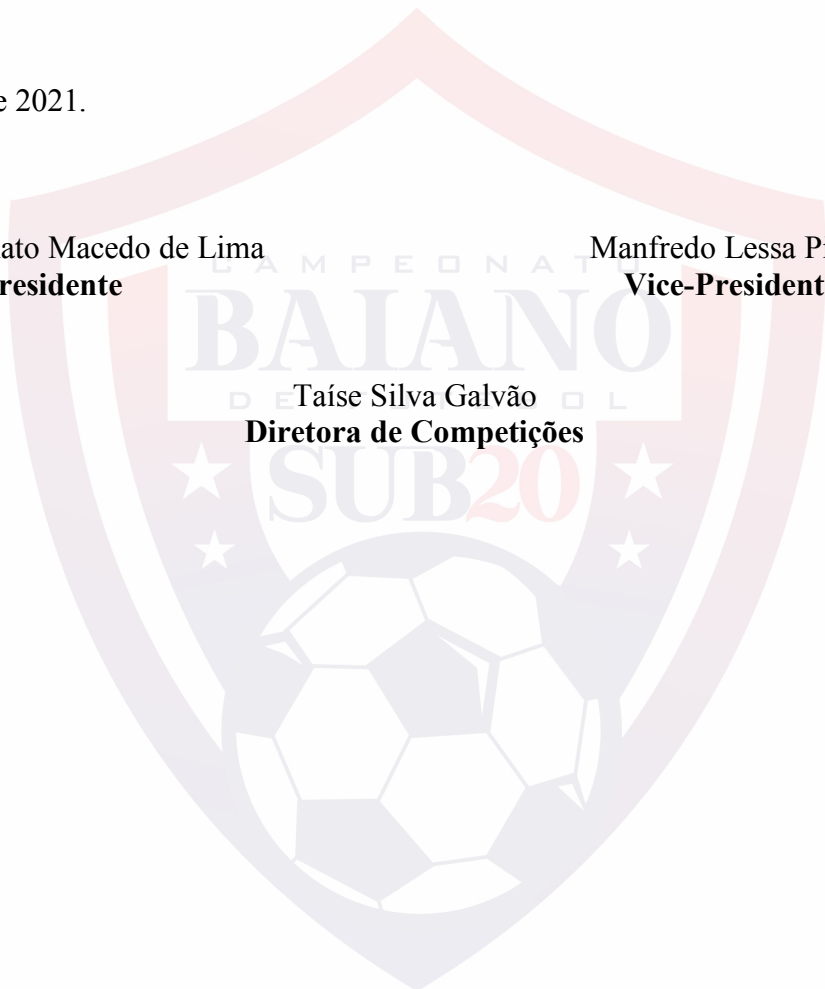 e 2021.
ato Macedo de Lima
Manfredo Lessa P
residente
Vice-President
CAMPEONATO
BAIANO
Taíse Silva Galvão
DE FUTEBOL
Diretora de Competições
SUB20